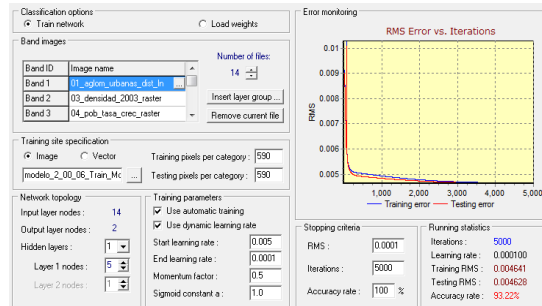 Classification options
Train network
Load weights
Band images
Number of files:
14
Band ID Image name
Band 1 01_aglom_urbanas_dist_ln ...
Band 2 03_densidad_2003_raster
Band 3 04_pob_tasa_crec_raster
Insert layer group ...
Remove current file
Training site specification
Image Vector
Training pixels per category : 590
modelo_2_00_06_Train_Mc ...
Testing pixels per category : 590
Network topology
Input layer nodes : 14
Output layer nodes : 2
Hidden layers : 1
Layer 1 nodes : 5
Layer 2 nodes : 1
Training parameters
Use automatic training
Use dynamic learning rate
Start learning rate : 0.005
End learning rate : 0.0001
Momentum factor : 0.5
Sigmoid constant a : 1.0
Error monitoring
RMS Error vs. Iterations
RMS
0.01
0.009
0.008
0.007
0.006
0.005
1,000 2,000 3,000 4,000 5,000
Training error Testing error
Stopping criteria
RMS : 0.0001
Iterations : 5000
Accuracy rate : 100 %
Running statistics
Iterations : 5000
Learning rate : 0.000100
Training RMS : 0.004641
Testing RMS : 0.004628
Accuracy rate : 93.22%